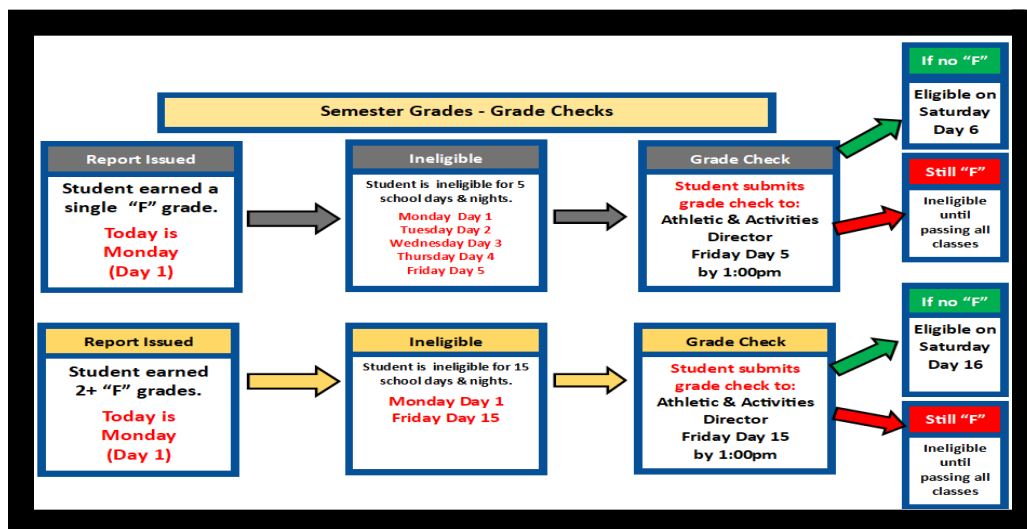 Semester Grades - Grade Checks
Report Issued
Student earned a
single "F" grade.
Today is
Monday
(Day 1)
Ineligible
Student is ineligible for 5
school days & nights.
Monday Day 1
Tuesday Day 2
Wednesday Day 3
Thursday Day 4
Friday Day 5
Grade Check
Student submits
grade check to:
Athletic & Activities
Director
Friday Day 5
by 1:00pm
If no "F"
Eligible on
Saturday
Day 6
Still "F"
Ineligible
until
passing all
classes
Report Issued
Student earned
2+ "F" grades.
Today is
Monday
(Day 1)
Ineligible
Student is ineligible for 15
school days & nights.
Monday Day 1
Friday Day 15
Grade Check
Student submits
grade check to:
Athletic & Activities
Director
Friday Day 15
by 1:00pm
If no "F"
Eligible on
Saturday
Day 16
Still "F"
Ineligible
until
passing all
classes